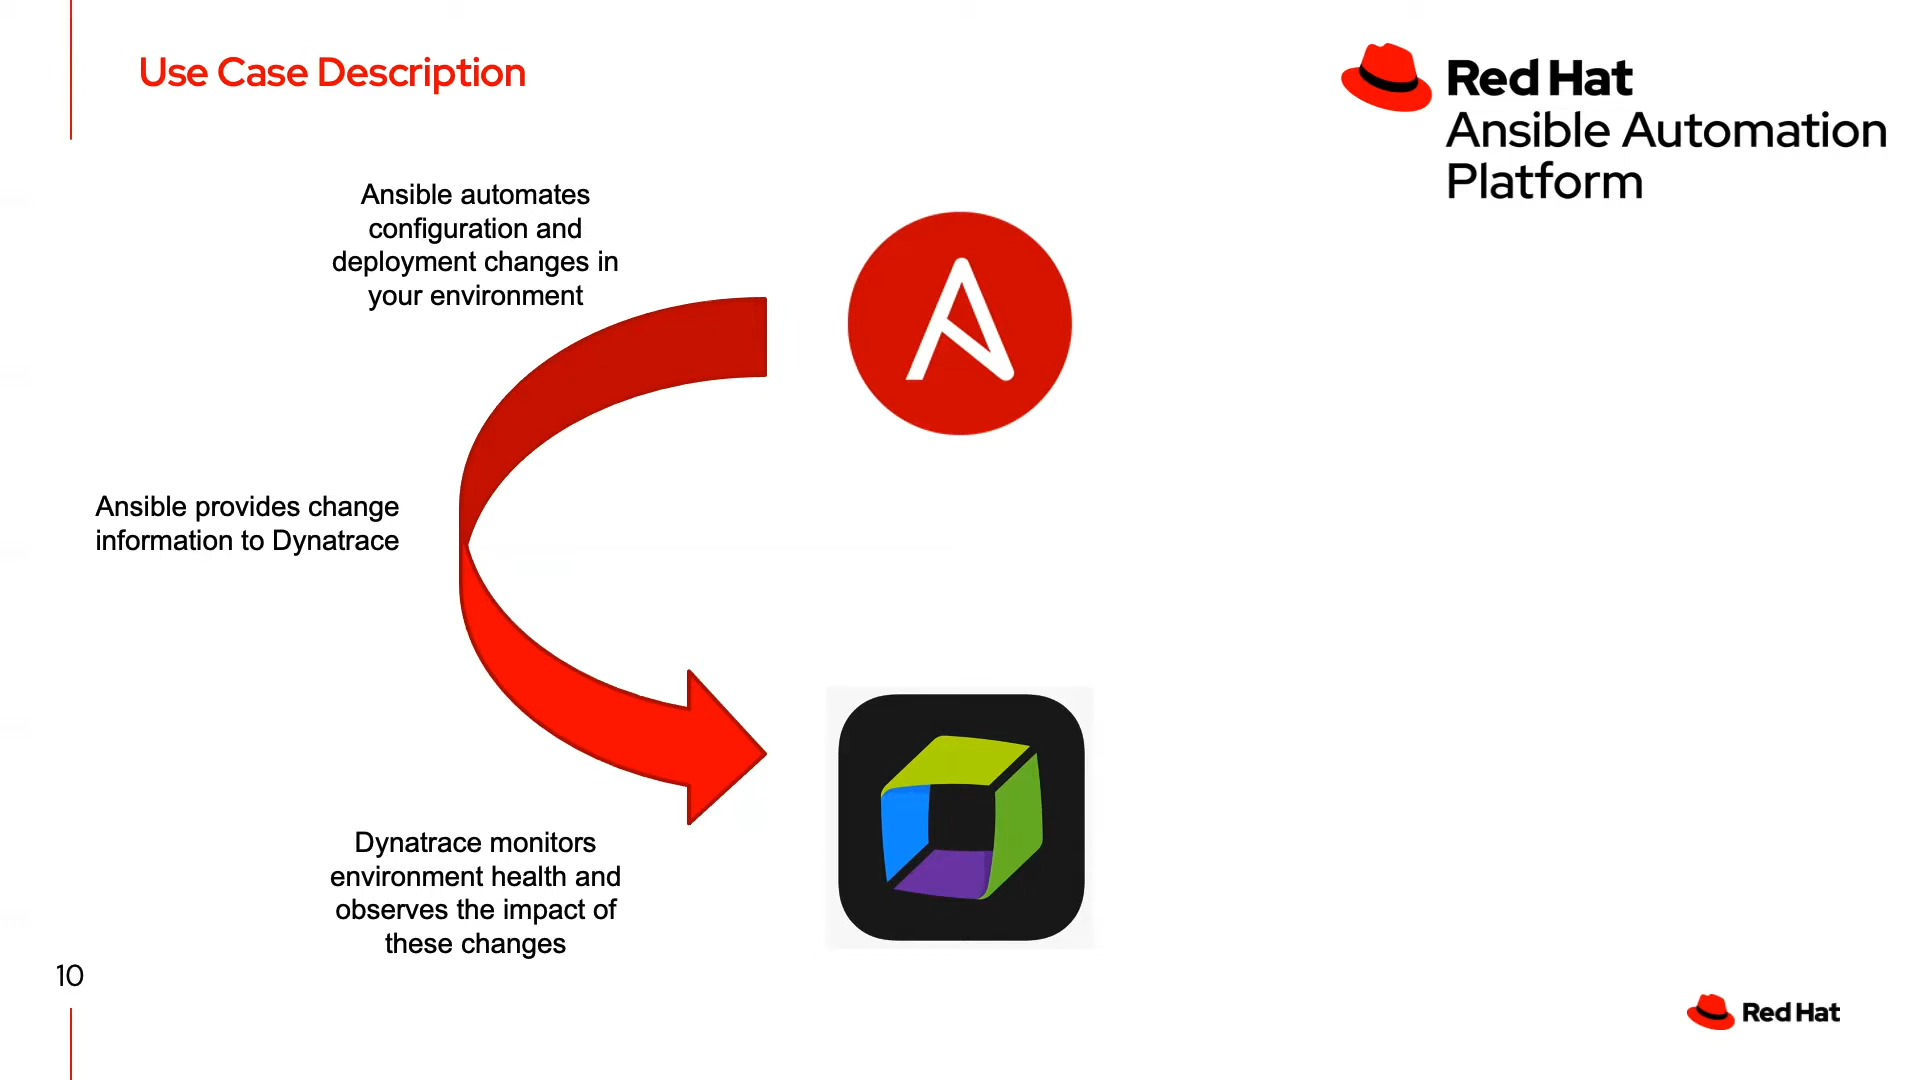 Use Case Description
Red Hat
Ansible Automation
Platform
Ansible automates
configuration and
deployment changes in
your environment
Ansible provides change
information to Dynatrace
Dynatrace monitors
environment health and
observes the impact of
these changes
10
Red Hat